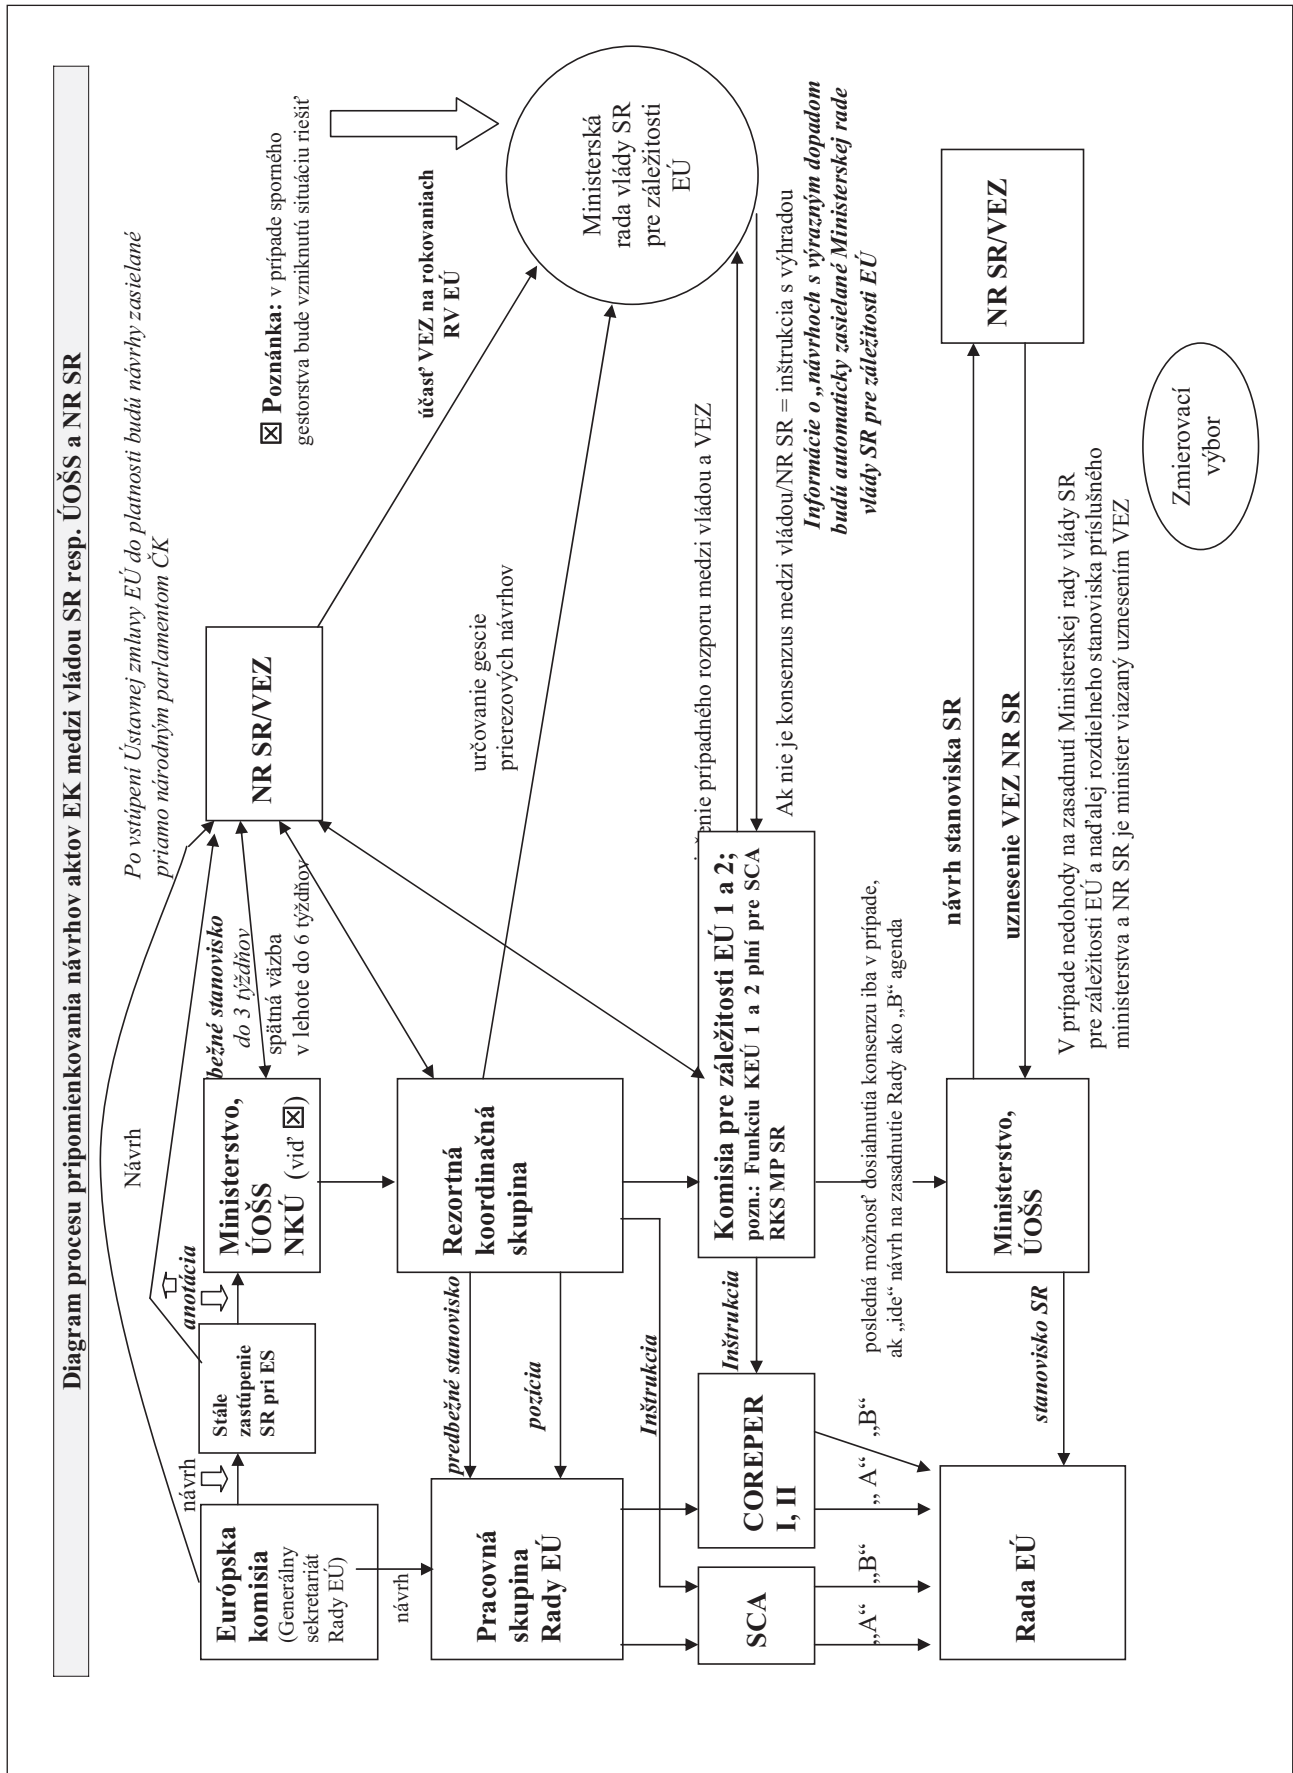 Diagram procesu pripomienkovania návrhov aktov EK medzi vládou SR resp. ÚOŠS a NR SR
Po vstúpení Ústavnej zmluvy EÚ do platnosti budú návrhy zasielané
priamo národným parlamentom ČK
Návrh
návrh
Európska
komisia
(Generálny
sekretariát
Rady EÚ)
Stále
zastúpenie
SR pri ES
anotácia
Ministerstvo,
ÚOŠS
NKÚ (viď ☒)
bežné stanovisko
do 3 týždňov
spätná väzba
v lehote do 6 týždňov
NR SR/VEZ
☒ Poznánka: v prípade sporného
gestorstva bude vzniknutú situáciu riešiť
účasť VEZ na rokovaniach
RV EÚ
návrh
Pracovná
skupina
Rady EÚ
predbežné stanovisko
pozícia
Rezortná
koordinačná
skupina
určovanie gescie
prierezových návrhov
Ministerská
rada vlády SR
pre záležitosti
EÚ
Inštrukcia
SCA
COREPER
I, II
Inštrukcia
Komisia pre záležitosti EÚ 1 a 2;
pozn.: Funkciu KEÚ 1 a 2 plní pre SCA
RKS MP SR
enie prípadného rozporu medzi vládou a VEZ
Ak nie je konsenzus medzi vládou/NR SR = inštrukcia s výhradou
Informácie o „návrhoch s výrazným dopadom
budú automaticky zasielané Ministerskej rade
vlády SR pre záležitosti EÚ
„A“
„B“
„ A“
„B“
posledná možnosť dosiahnutia konsenzu iba v prípade,
ak „ide“ návrh na zasadnutie Rady ako „B“ agenda
Rada EÚ
stanovisko SR
Ministerstvo,
ÚOŠS
návrh stanoviska SR
uznesenie VEZ NR SR
NR SR/VEZ
V prípade nedohody na zasadnutí Ministerskej rady vlády SR
pre záležitosti EÚ a naďalej rozdielneho stanoviska príslušného
ministerstva a NR SR je minister viazaný uznesením VEZ
Zmierovací
výbor